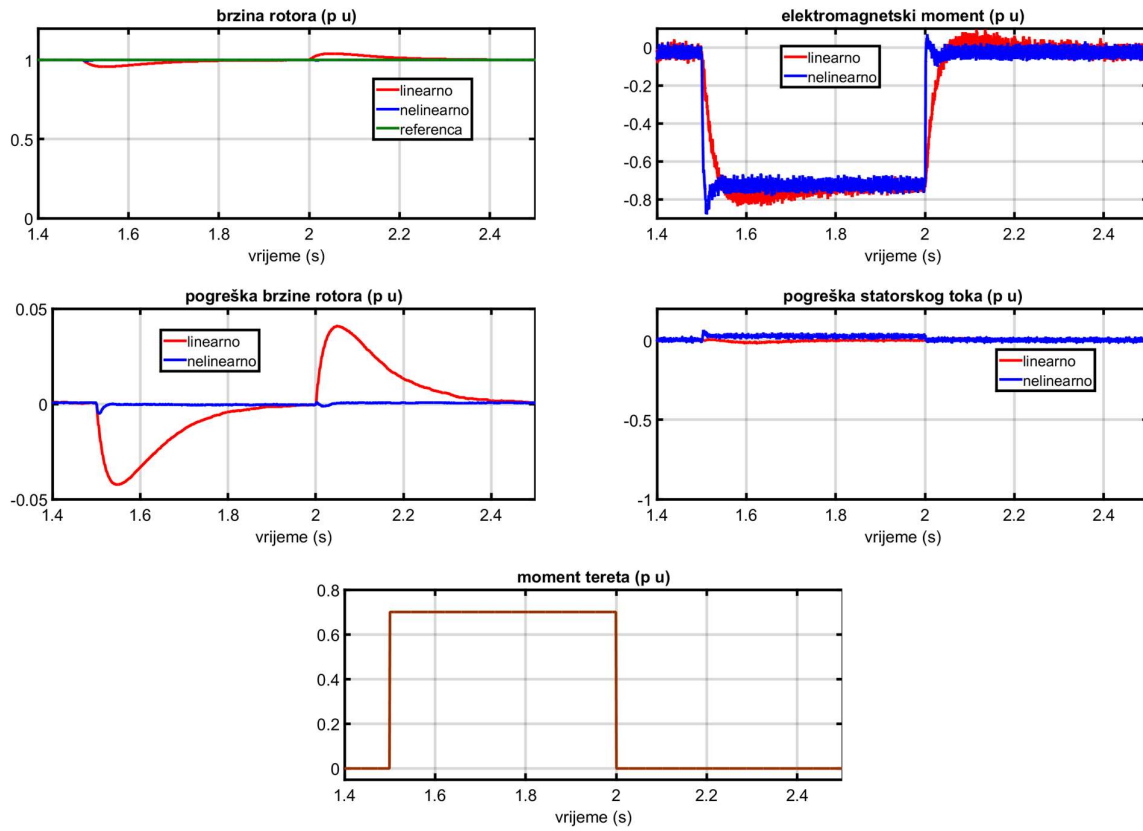 brzina rotora (p u)
1
0.5
0
1.4 1.6 1.8 2 2.2 2.4
vrijeme (s)
linearno
nelinearno
referenca
elektromagnetski moment (p u)
0
-0.2
-0.4
-0.6
-0.8
1.4 1.6 1.8 2 2.2 2.4
vrijeme (s)
linearno
nelinearno
pogreška brzine rotora (p u)
0.05
0
-0.05
1.4 1.6 1.8 2 2.2 2.4
vrijeme (s)
linearno
nelinearno
pogreška statorskog toka (p u)
0
-0.5
-1
1.4 1.6 1.8 2 2.2 2.4
vrijeme (s)
linearno
nelinearno
moment tereta (p u)
0.8
0.6
0.4
0.2
0
1.4 1.6 1.8 2 2.2 2.4
vrijeme (s)